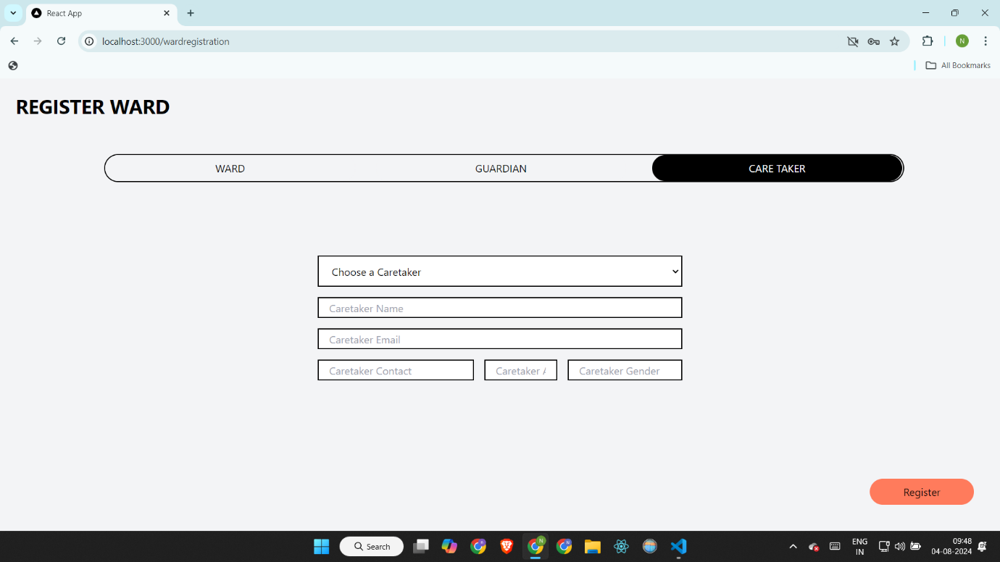 React App
localhost:3000/wardregistration
N
All Bookmarks
REGISTER WARD
WARD
GUARDIAN
CARE TAKER
Choose a Caretaker
Caretaker Name
Caretaker Email
Caretaker Contact
Caretaker
Caretaker Gender
Register
Search
ENG
IN
09:48
04-08-2024